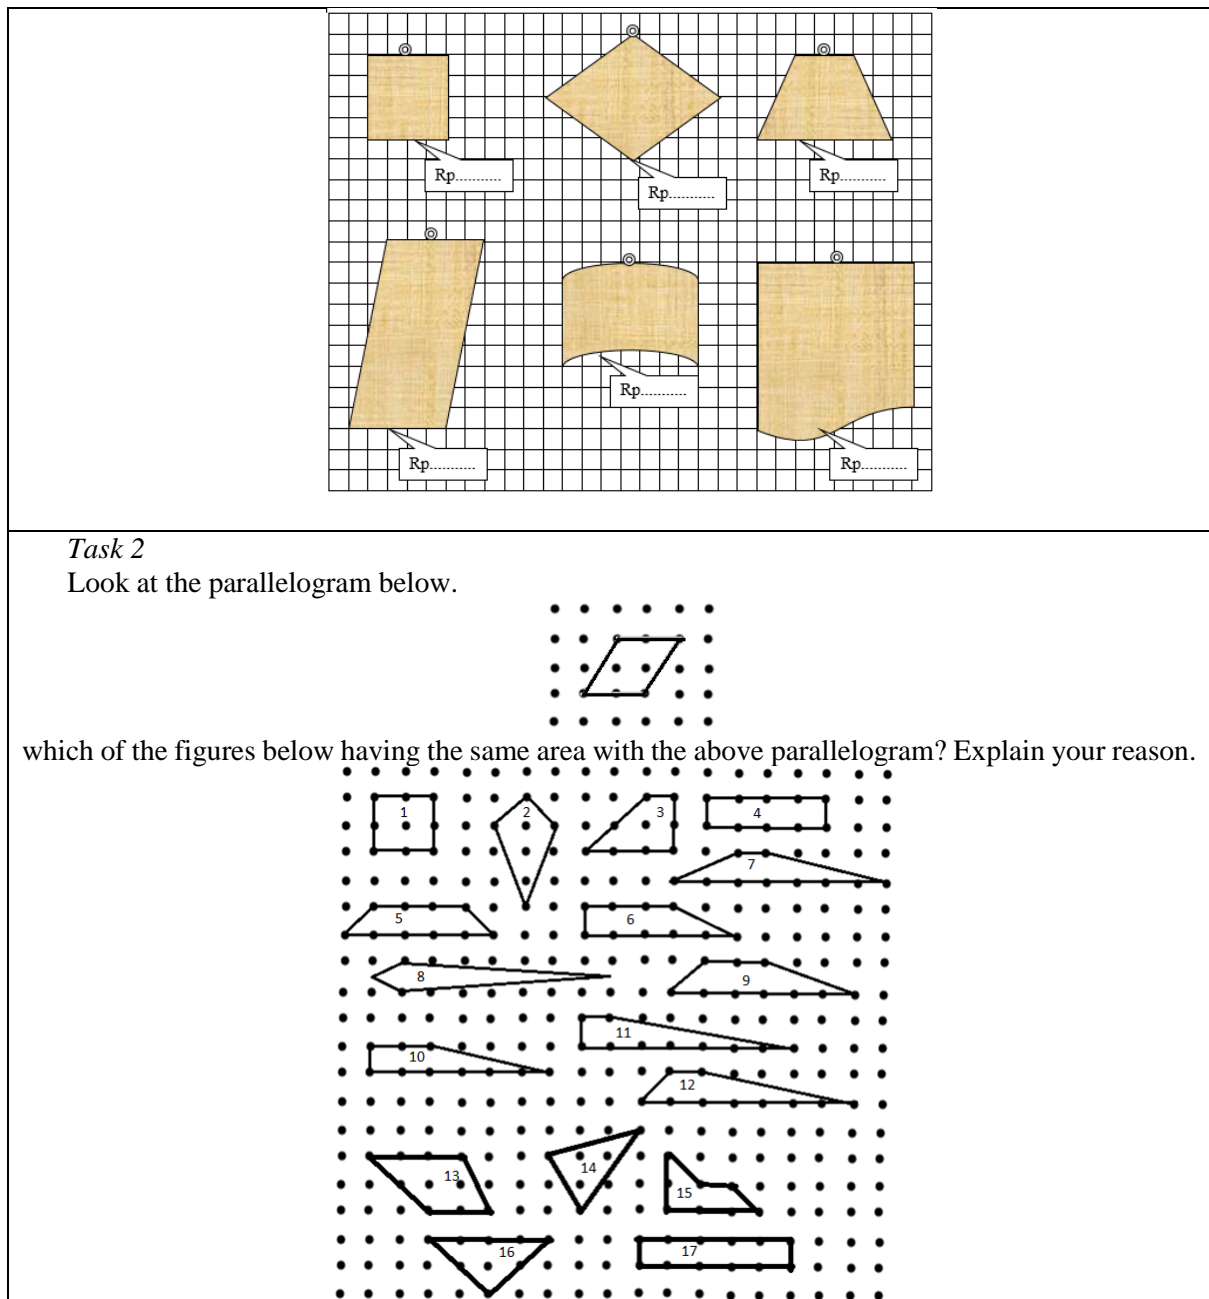 Rp...........
Rp...........
Rp...........
Rp...........
Rp...........
Rp...........
Task 2
Look at the parallelogram below.
which of the figures below having the same area with the above parallelogram? Explain your reason.
1
2
3
4
7
5
6
8
9
11
10
12
13
14
15
16
17